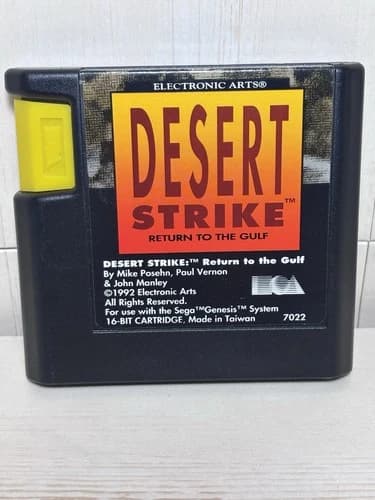 ELECTRONIC ARTS®
DESERT
STRIKE™
RETURN TO THE GULF
DESERT STRIKE:™ Return to the Gulf
By Mike Posehn, Paul Vernon
& John Manley
©1992 Electronic Arts
All Rights Reserved.
For use with the Sega™Genesis™ System
16-BIT CARTRIDGE, Made in Taiwan
7022
EA